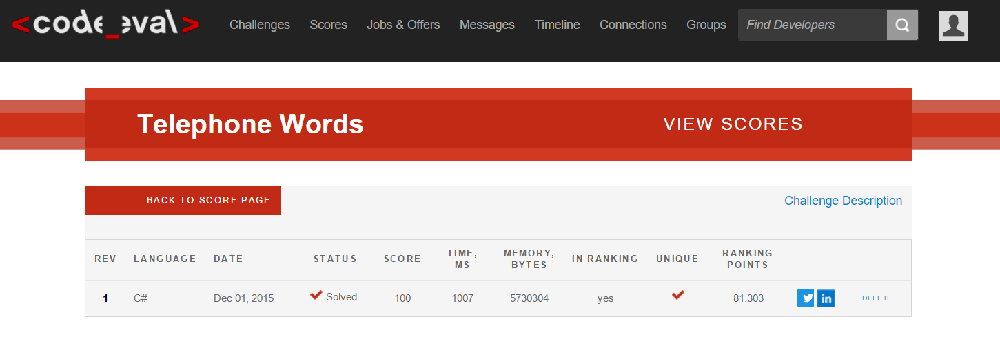 <code_eval>
Challenges Scores Jobs & Offers Messages Timeline Connections Groups Find Developers
Telephone Words VIEW SCORES
BACK TO SCORE PAGE Challenge Description
REV LANGUAGE DATE STATUS SCORE TIME, MS MEMORY, BYTES IN RANKING UNIQUE RANKING POINTS
1 C# Dec 01, 2015 Solved 100 1007 5730304 yes 81.303 in DELETE